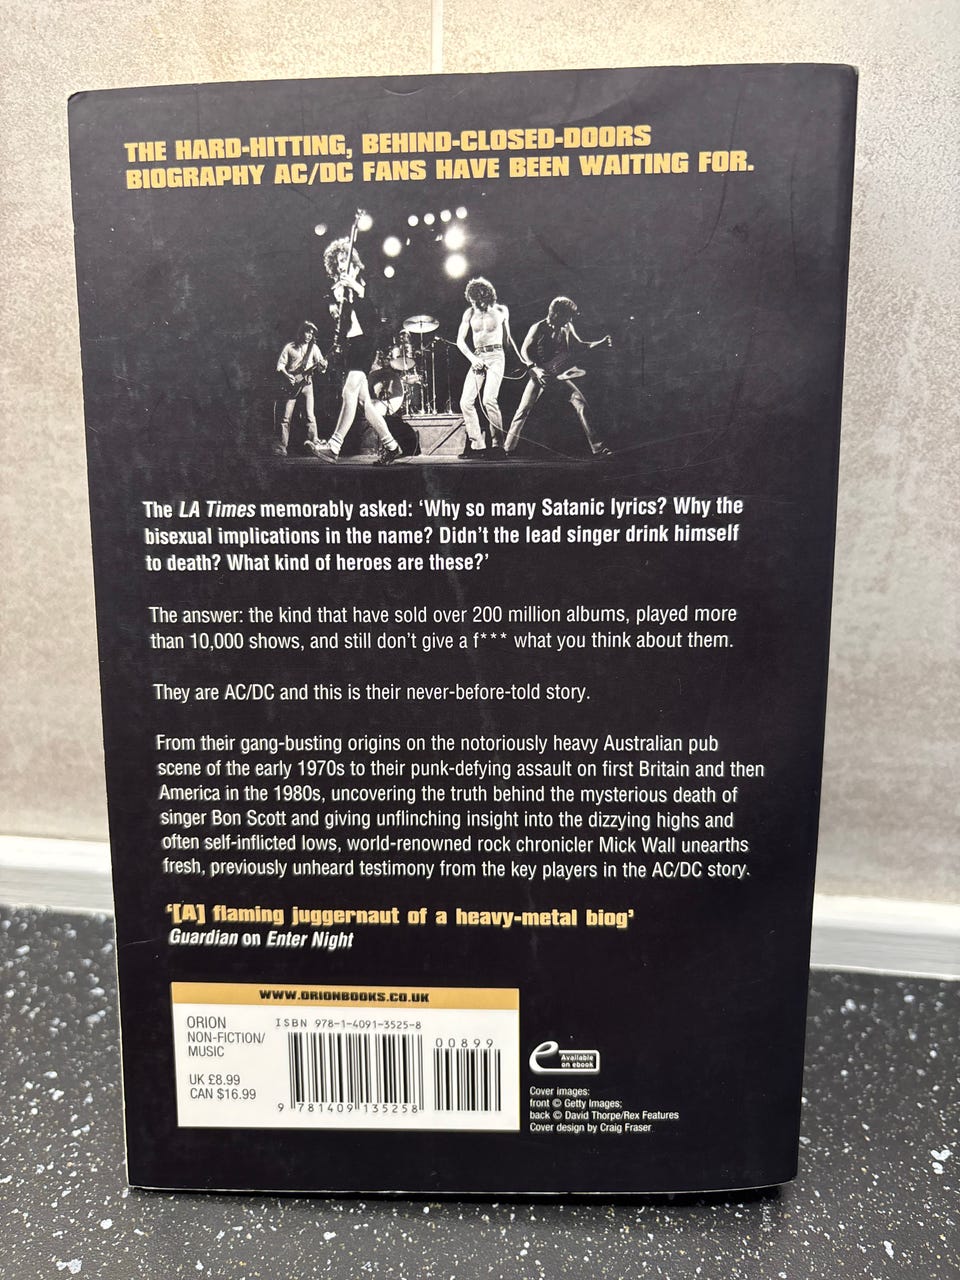 THE HARD-HITTING, BEHIND-CLOSED-DOORS
BIOGRAPHY AC/DC FANS HAVE BEEN WAITING FOR.
The LA Times memorably asked: ‘Why so many Satanic lyrics? Why the
bisexual implications in the name? Didn’t the lead singer drink himself
to death? What kind of heroes are these?’
The answer: the kind that have sold over 200 million albums, played more
than 10,000 shows, and still don’t give a f*** what you think about them.
They are AC/DC and this is their never-before-told story.
From their gang-busting origins on the notoriously heavy Australian pub
scene of the early 1970s to their punk-defying assault on first Britain and then
America in the 1980s, uncovering the truth behind the mysterious death of
singer Bon Scott and giving unflinching insight into the dizzying highs and
often self-inflicted lows, world-renowned rock chronicler Mick Wall unearths
fresh, previously unheard testimony from the key players in the AC/DC story.
‘[A] flaming juggernaut of a heavy-metal biog’
Guardian on Enter Night
WWW.ORIONBOOKS.CO.UK
ORION
NON-FICTION/
MUSIC
UK £8.99
CAN $16.99
ISBN 978-1-4091-3525-8
00899
9 781409 135258
e Available
on ebook
Cover images:
front © Getty Images;
back © David Thorpe/Rex Features
Cover design by Craig Fraser